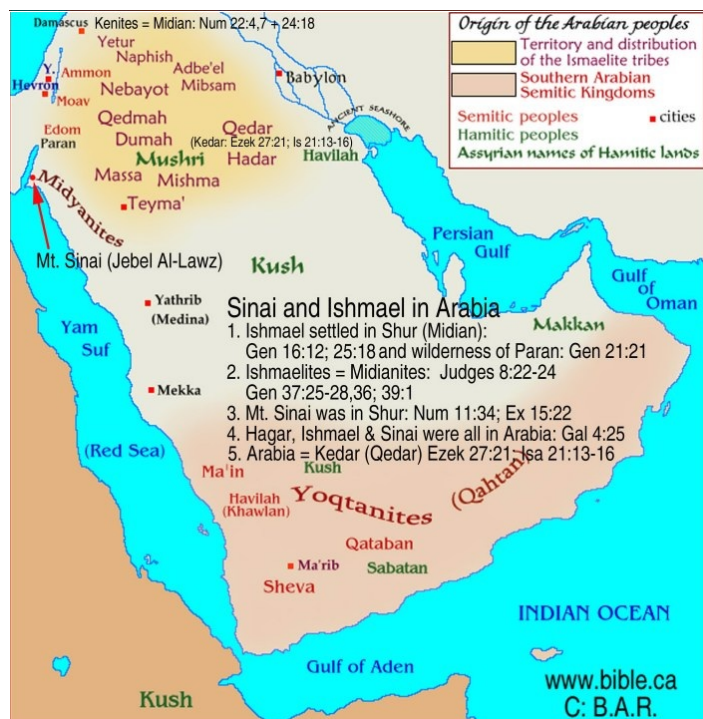 Damascus Kenites = Midian: Num 22:4,7 + 24:18
Origin of the Arabian peoples
Territory and distribution
of the Ismaelite tribes
Southern Arabian
Semitic Kingdoms
Semitic peoples
cities
Hamitic peoples
Assyrian names of Hamitic lands
Yetur
Naphish
Adbe'el
Mibsam
Nebayot
Y.
Ammon
Hevron
Moav
Babylon
Qedmah
Dumah
Qedar
(Kedar: Ezek 27:21; Is 21:13-16)
Edom
Paran
Mushri
Hadar
ANCIENT SEASHORE
Havilah
Massa
Mishma
Teyma'
Midyanites
Mt. Sinai (Jebel Al-Lawz)
Kush
Persian
Gulf
Gulf
of
Oman
Yathrib
(Medina)
Makkan
Yam
Suf
Mekka
(Red Sea)
Sinai and Ishmael in Arabia
1. Ishmael settled in Shur (Midian):
Gen 16:12; 25:18 and wilderness of Paran: Gen 21:21
2. Ishmaelites = Midianites: Judges 8:22-24
Gen 37:25-28,36; 39:1
3. Mt. Sinai was in Shur: Num 11:34; Ex 15:22
4. Hagar, Ishmael & Sinai were all in Arabia: Gal 4:25
5. Arabia = Kedar (Qedar) Ezek 27:21; Isa 21:13-16
Ma'in
Kush
Havilah
(Khawlan)
Yoqtanites
(Qahtan)
Qataban
Ma'rib
Sabatan
Sheva
INDIAN OCEAN
Gulf of Aden
Kush
www.bible.ca
C: B.A.R.